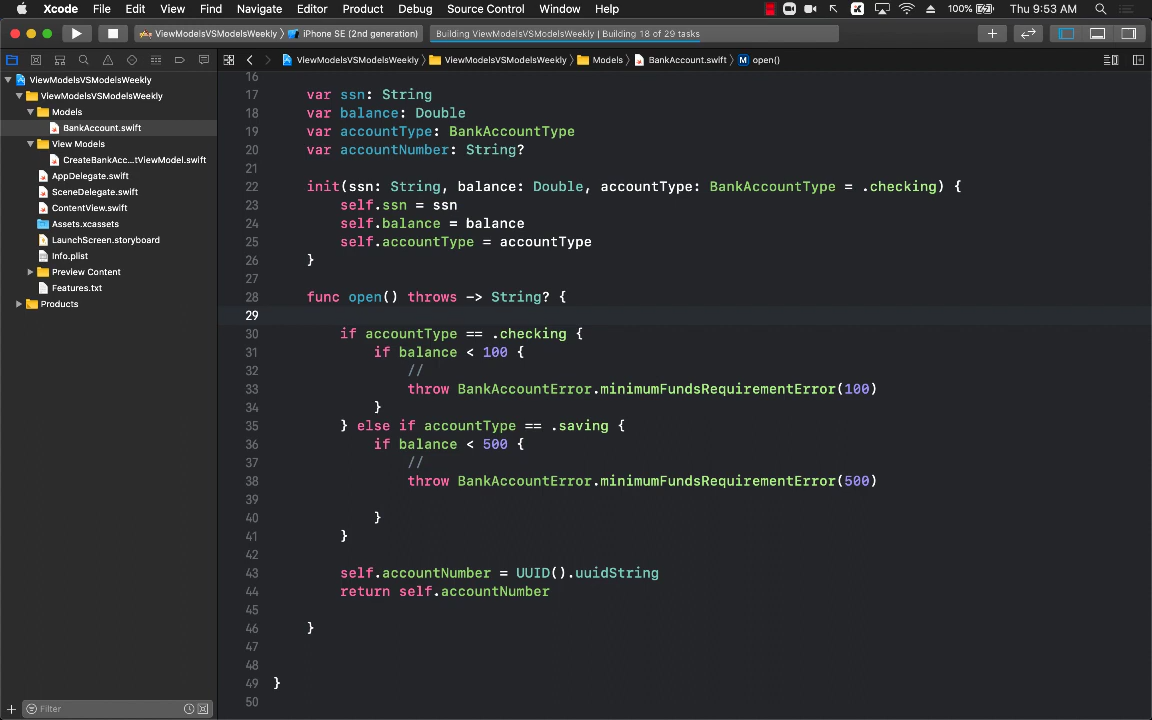 Xcode File Edit View Find Navigate Editor Product Debug Source Control Window Help 100% Thu 9:53 AM
ViewModelsVSModelsWeekly iPhone SE (2nd generation) Building ViewModelsVSModelsWeekly | Building 18 of 29 tasks
ViewModelsVSModelsWeekly ViewModelsVSModelsWeekly Models BankAccount.swift M open()
ViewModelsVSModelsWeekly
ViewModelsVSModelsWeekly
Models
BankAccount.swift
View Models
CreateBankAcc...tViewModel.swift
AppDelegate.swift
SceneDelegate.swift
ContentView.swift
Assets.xcassets
LaunchScreen.storyboard
Info.plist
Preview Content
Features.txt
Products
Filter
16
17 var ssn: String
18 var balance: Double
19 var accountType: BankAccountType
20 var accountNumber: String?
21
22 init(ssn: String, balance: Double, accountType: BankAccountType = .checking) {
23 self.ssn = ssn
24 self.balance = balance
25 self.accountType = accountType
26 }
27
28 func open() throws -> String? {
29
30 if accountType == .checking {
31 if balance < 100 {
32 //
33 throw BankAccountError.minimumFundsRequirementError(100)
34 }
35 } else if accountType == .saving {
36 if balance < 500 {
37 //
38 throw BankAccountError.minimumFundsRequirementError(500)
39
40 }
41 }
42
43 self.accountNumber = UUID().uuidString
44 return self.accountNumber
45
46 }
47
48
49 }
50